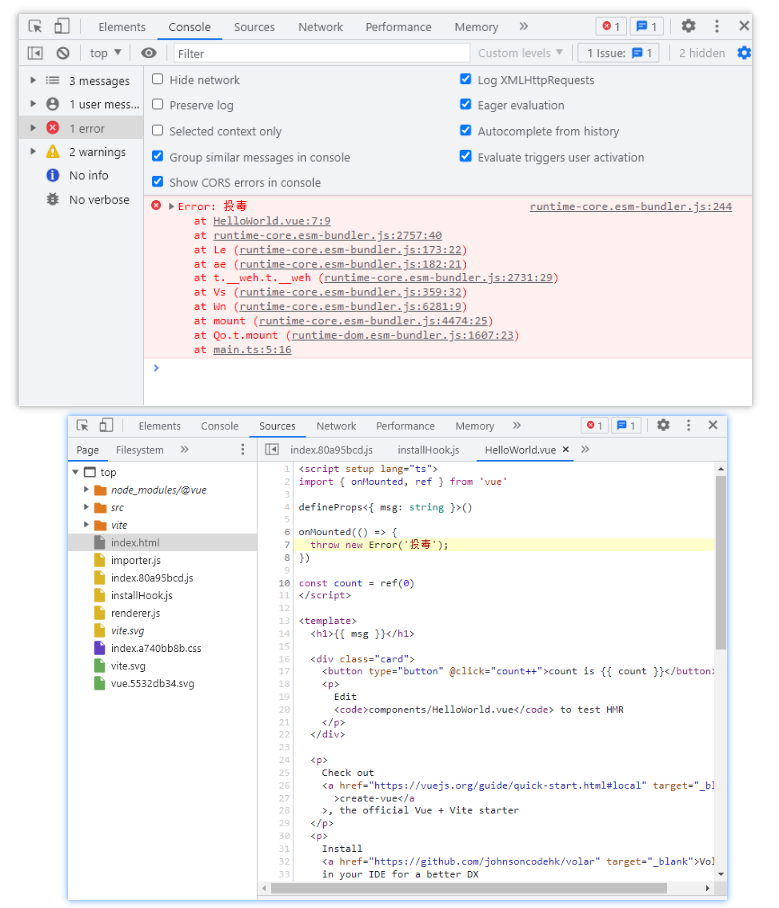 Elements Console Sources Network Performance Memory » 1 1
top ▼ Filter Custom levels ▼ 1 Issue: 1 2 hidden
3 messages
1 user mess...
1 error
2 warnings
No info
No verbose
Hide network
Log XMLHttpRequests
Preserve log
Eager evaluation
Selected context only
Autocomplete from history
Group similar messages in console
Evaluate triggers user activation
Show CORS errors in console
Error: 投毒 runtime-core.esm-bundler.js:244
at HelloWorld.vue:7:9
at runtime-core.esm-bundler.js:2757:40
at Le (runtime-core.esm-bundler.js:173:22)
at ae (runtime-core.esm-bundler.js:182:21)
at t.__weh.t.__weh (runtime-core.esm-bundler.js:2731:29)
at Vs (runtime-core.esm-bundler.js:359:32)
at Wn (runtime-core.esm-bundler.js:6281:9)
at mount (runtime-core.esm-bundler.js:4474:25)
at Qo.t.mount (runtime-dom.esm-bundler.js:1607:23)
at main.ts:5:16
Elements Console Sources Network Performance Memory » 1 1
Page Filesystem »
top
node_modules/@vue
src
vite
index.html
importer.js
index.80a95bcd.js
installHook.js
renderer.js
vite.svg
index.a740bb8b.css
vite.svg
vue.5532db34.svg
index.80a95bcd.js installHook.js HelloWorld.vue × »
1 <script setup lang="ts">
2 import { onMounted, ref } from 'vue'
3
4 defineProps<{ msg: string }>()
5
6 onMounted(() => {
7 throw new Error('投毒');
8 })
9
10 const count = ref(0)
11 </script>
12
13 <template>
14 <h1>{{ msg }}</h1>
15
16 <div class="card">
17 <button type="button" @click="count++">count is {{ count }}</button>
18 <p>
19 Edit
20 <code>components/HelloWorld.vue</code> to test HMR
21 </p>
22 </div>
23
24 <p>
25 Check out
26 <a href="https://vuejs.org/guide/quick-start.html#local" target="_bl
27 >create-vue</a
28 >, the official Vue + Vite starter
29 </p>
30 <p>
31 Install
32 <a href="https://github.com/johnsoncodehk/volar" target="_blank">Vol
33 in your IDE for a better DX